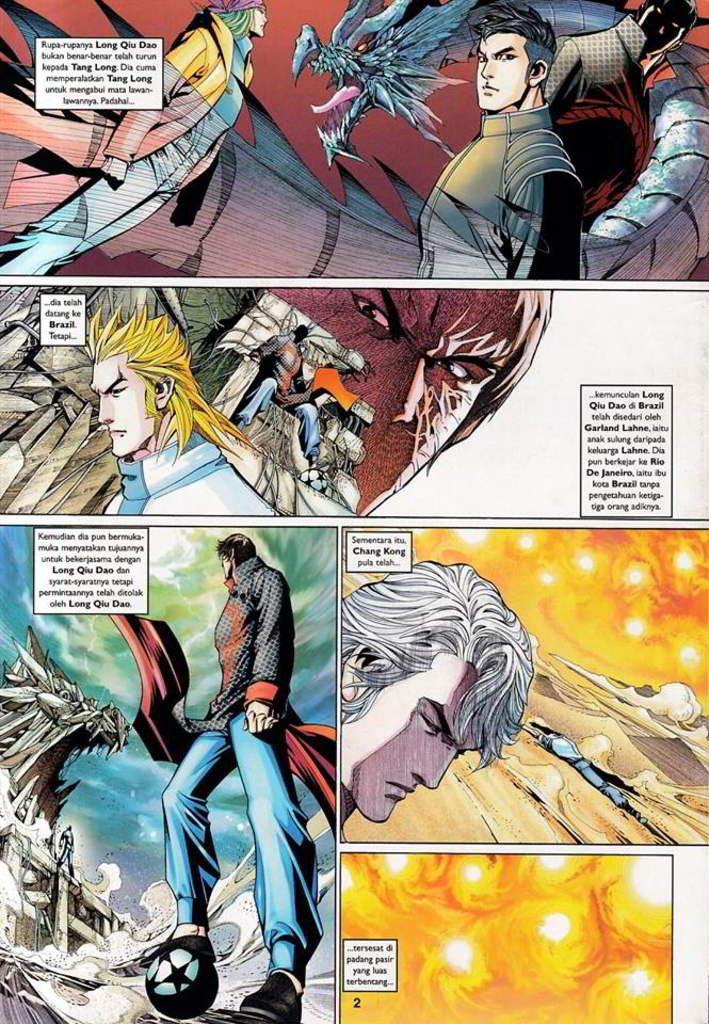 Rupa-rupanya Long Qiu Dao
bukan benar-benar telah turun
kepada Tang Long. Dia cuma
memperalatkan Tang Long
untuk mengabui mata lawan-
lawannya. Padahal...
...dia telah
datang ke
Brazil.
Tetapi...
...kemunculan Long
Qiu Dao di Brazil
telah disedari oleh
Garland Lahne, iaitu
anak sulung daripada
keluarga Lahne. Dia
pun berkejar ke Rio
De Janeiro, iaitu ibu
kota Brazil tanpa
pengetahuan ketiga-
tiga orang adiknya.
Kemudian dia pun bermuka-
muka menyatakan tujuannya
untuk bekerjasama dengan
Long Qiu Dao dan
syarat-syaratnya tetapi
permintaannya telah ditolak
oleh Long Qiu Dao.
Sementara itu,
Chang Kong
pula telah...
...tersesat di
padang pasir
yang luas
terbentang...
2